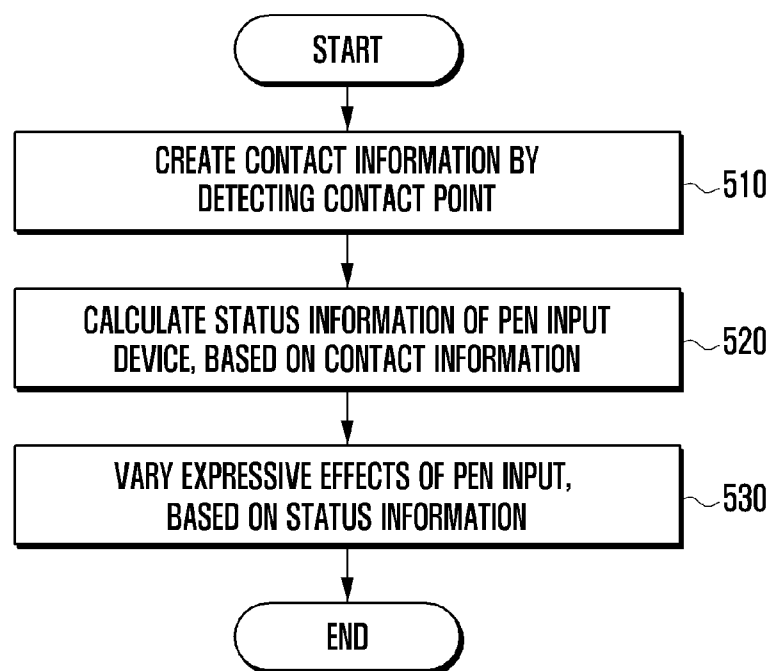 START
CREATE CONTACT INFORMATION BY
DETECTING CONTACT POINT
510
CALCULATE STATUS INFORMATION OF PEN INPUT
DEVICE, BASED ON CONTACT INFORMATION
520
VARY EXPRESSIVE EFFECTS OF PEN INPUT,
BASED ON STATUS INFORMATION
530
END